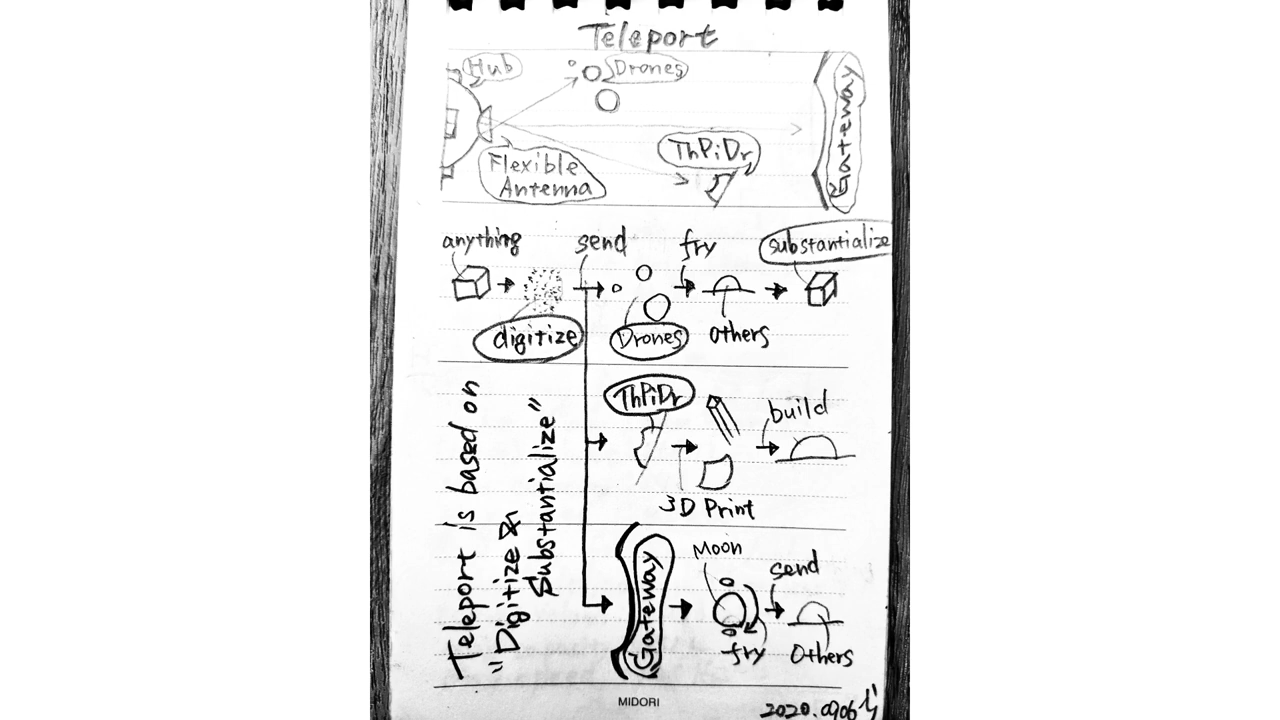 Teleport
Hub
Drones
Gateway
ThPiDr
Flexible
Antenna
anything
send
fry
substantialize
digitize
Drones
Others
ThPiDr
build
3D Print
Teleport is based on
"Digitize &
Substantialize"
Gateway
Moon
send
fry
Others
MIDORI
2020.0906